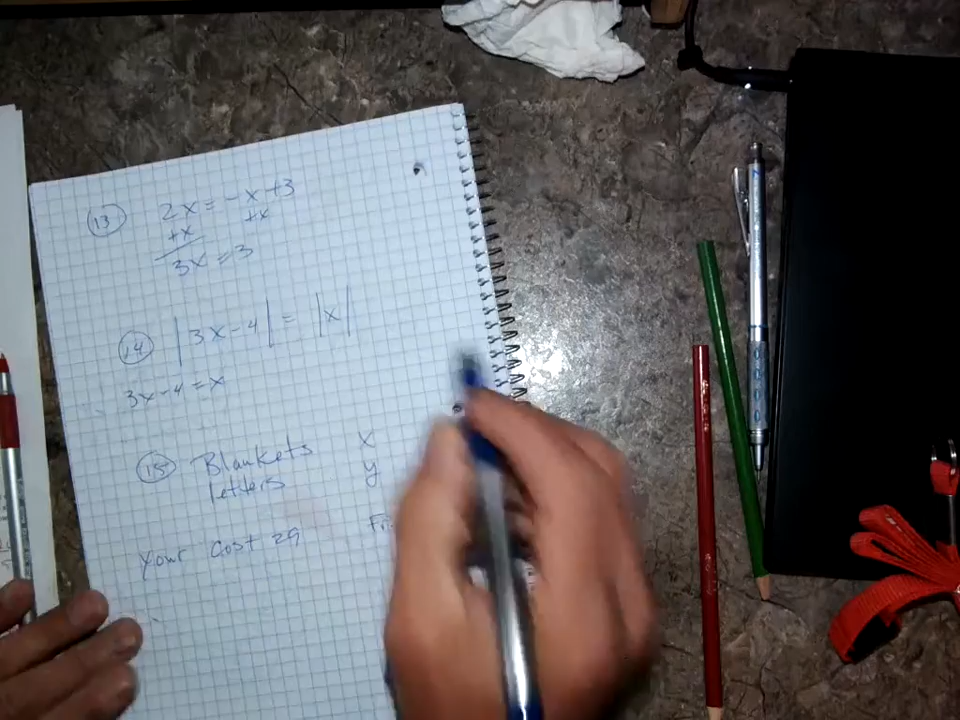 13 2x = -x+3
+x +x
3x = 3
14 |3x-4| = |x|
3x-4 = x
15 Blankets x
letters y
Your Cost 29